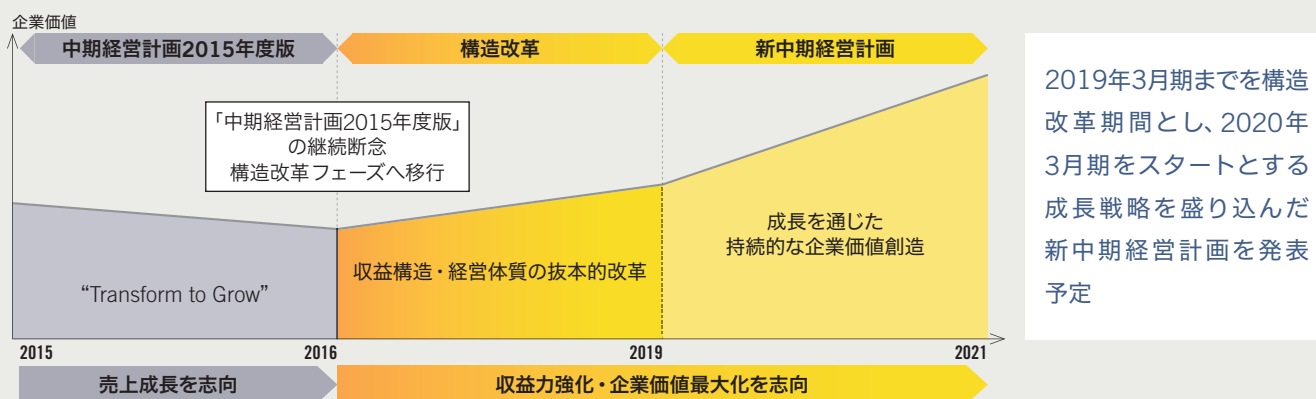 企業価値
中期経営計画2015年度版
構造改革
新中期経営計画
「中期経営計画2015年度版」
の継続断念
構造改革フェーズへ移行
“Transform to Grow”
収益構造・経営体質の抜本的改革
成長を通じた
持続的な企業価値創造
2015
2016
2019
2021
売上成長を志向
収益力強化・企業価値最大化を志向
2019年3月期までを構造
改革期間とし、2020年
3月期をスタートとする
成長戦略を盛り込んだ
新中期経営計画を発表
予定